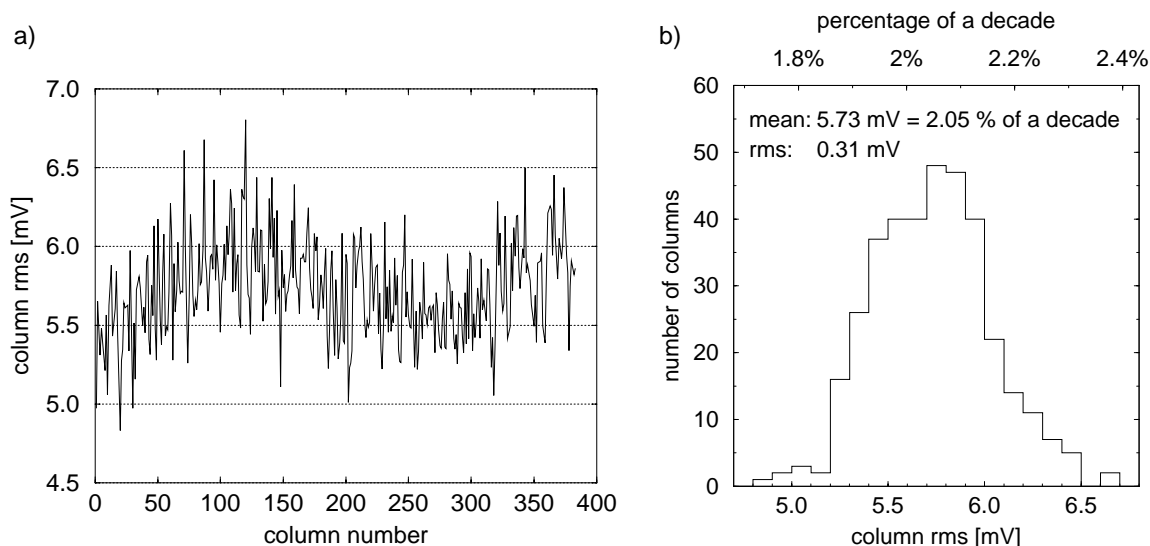 a)
column rms [mV]
7.0
6.5
6.0
5.5
5.0
4.5
0 50 100 150 200 250 300 350 400
column number
b)
percentage of a decade
1.8% 2% 2.2% 2.4%
number of columns
60
50
40
30
20
10
0
mean: 5.73 mV = 2.05 % of a decade
rms: 0.31 mV
5.0 5.5 6.0 6.5
column rms [mV]